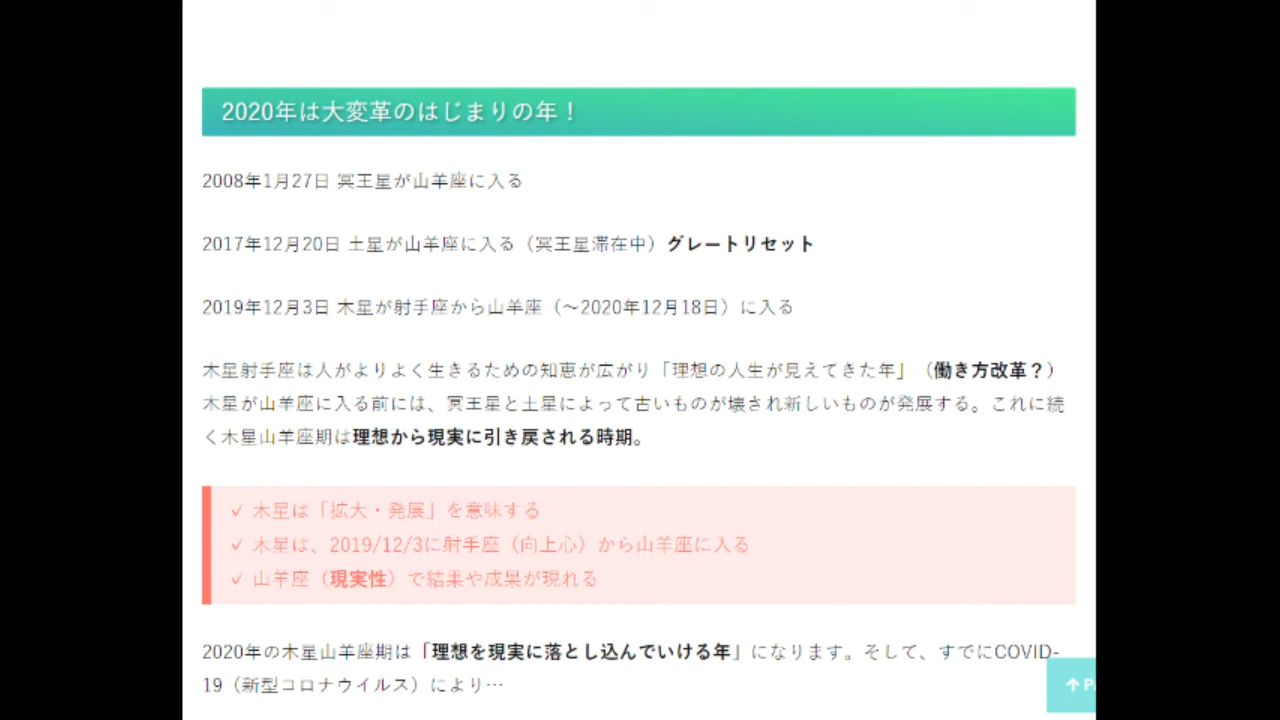 2020年は大変革のはじまりの年！
2008年1月27日 冥王星が山羊座に入る
2017年12月20日 土星が山羊座に入る（冥王星滞在中）グレートリセット
2019年12月3日 木星が射手座から山羊座（～2020年12月18日）に入る
木星射手座は人がよりよく生きるための知恵が広がり「理想の人生が見えてきた年」（働き方改革？）
木星が山羊座に入る前には、冥王星と土星によって古いものが壊され新しいものが発展する。これに続
く木星山羊座期は理想から現実に引き戻される時期。
✓ 木星は「拡大・発展」を意味する
✓ 木星は、2019/12/3に射手座（向上心）から山羊座に入る
✓ 山羊座（現実性）で結果や成果が現れる
2020年の木星山羊座期は「理想を現実に落とし込んでいける年」になります。そして、すでにCOVID-
19（新型コロナウイルス）により…